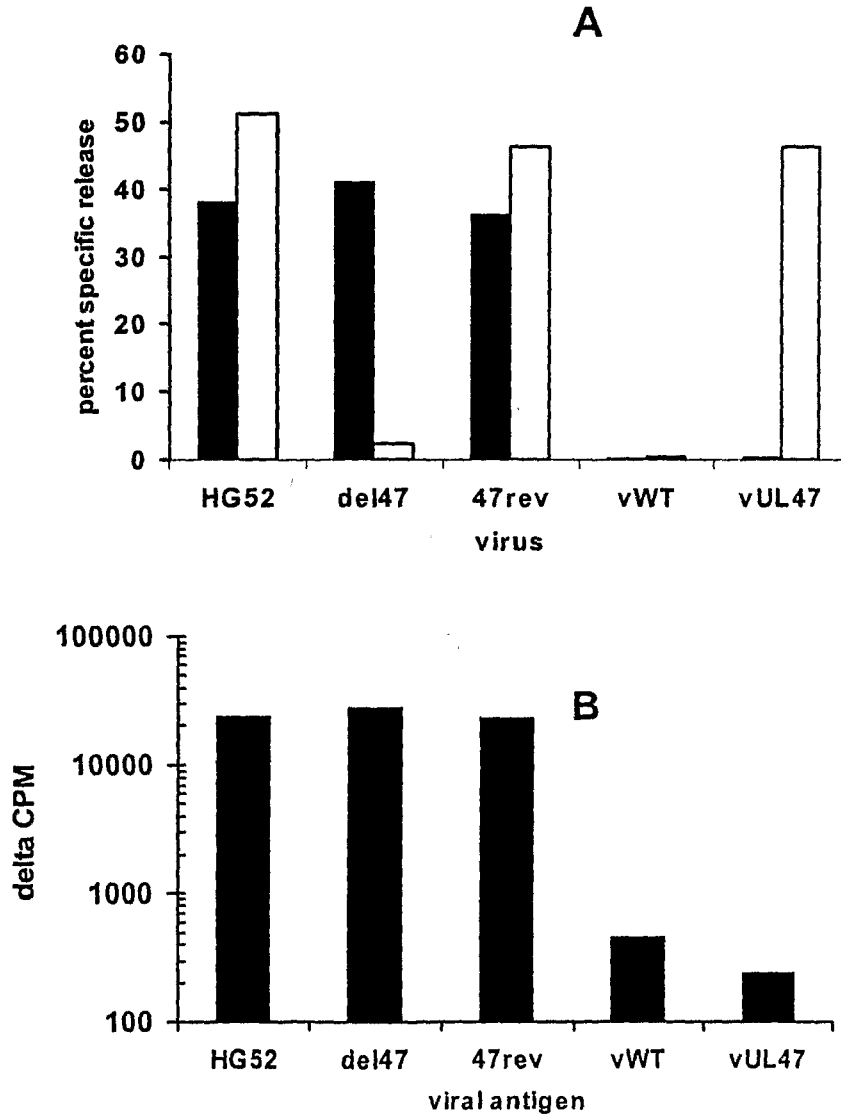 A
60
50
40
30
20
10
0
percent specific release
HG52 del47 47rev vWT vUL47
virus
B
100000
10000
1000
100
delta CPM
HG52 del47 47rev vWT vUL47
viral antigen